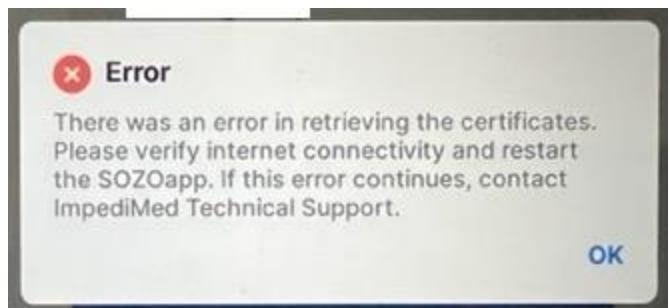 Error
There was an error in retrieving the certificates.
Please verify internet connectivity and restart
the SOZOapp. If this error continues, contact
ImpediMed Technical Support.
OK